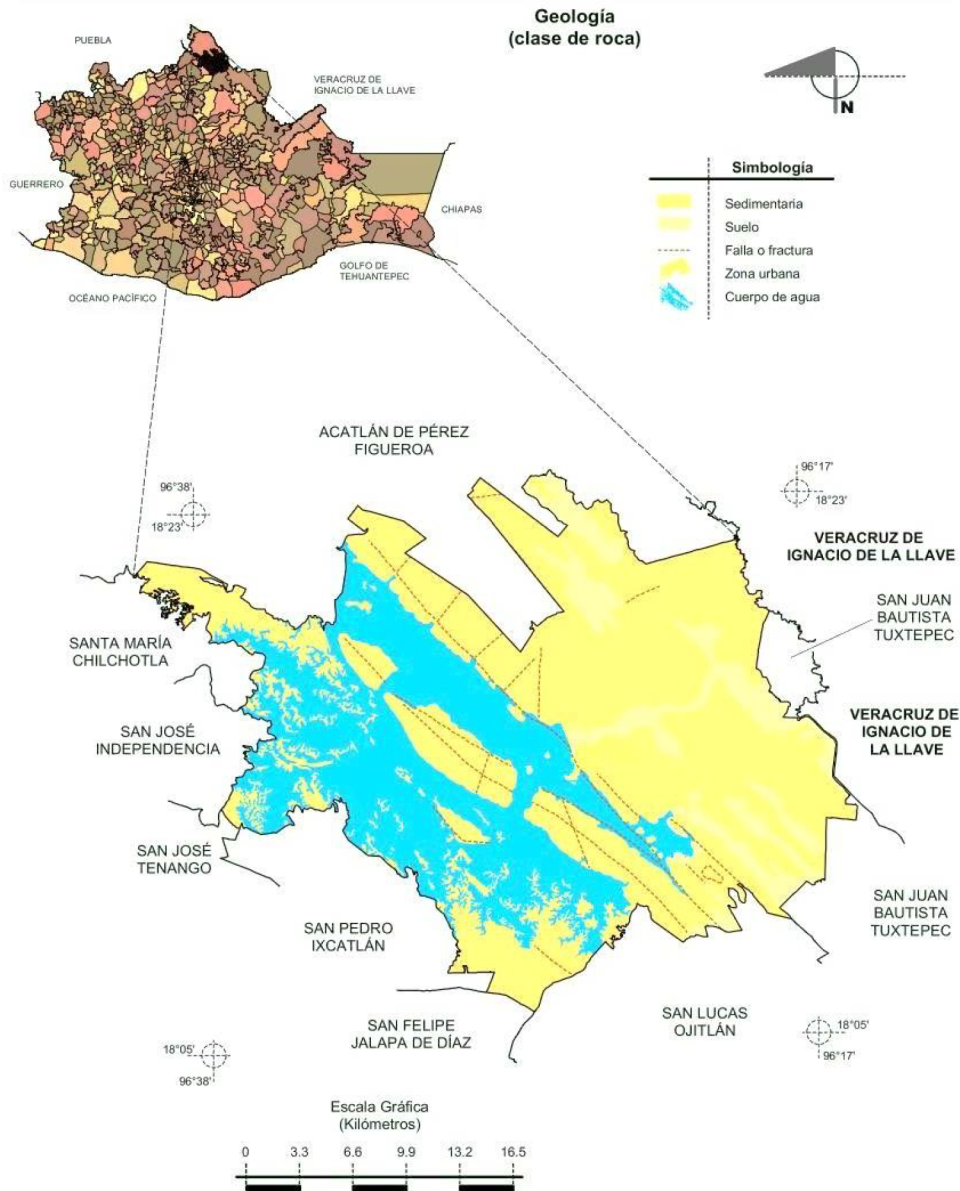 Geología
(clase de roca)
PUEBLA
VERACRUZ DE
IGNACIO DE LA LLAVE
GUERRERO
CHIAPAS
GOLFO DE
TEHUANTEPEC
OCÉANO PACÍFICO
N
Simbología
Sedimentaria
Suelo
Falla o fractura
Zona urbana
Cuerpo de agua
ACATLÁN DE PÉREZ
FIGUEROA
96°38'
18°23'
96°17'
18°23'
VERACRUZ DE
IGNACIO DE LA LLAVE
SAN JUAN
BAUTISTA
TUXTEPEC
SANTA MARÍA
CHILCHOTLA
SAN JOSÉ
INDEPENDENCIA
VERACRUZ DE
IGNACIO DE
LA LLAVE
SAN JOSÉ
TENANGO
SAN PEDRO
IXCATLÁN
SAN JUAN
BAUTISTA
TUXTEPEC
SAN FELIPE
JALAPA DE DÍAZ
SAN LUCAS
OJITLÁN
18°05'
96°38'
18°05'
96°17'
Escala Gráfica
(Kilómetros)
0 3.3 6.6 9.9 13.2 16.5